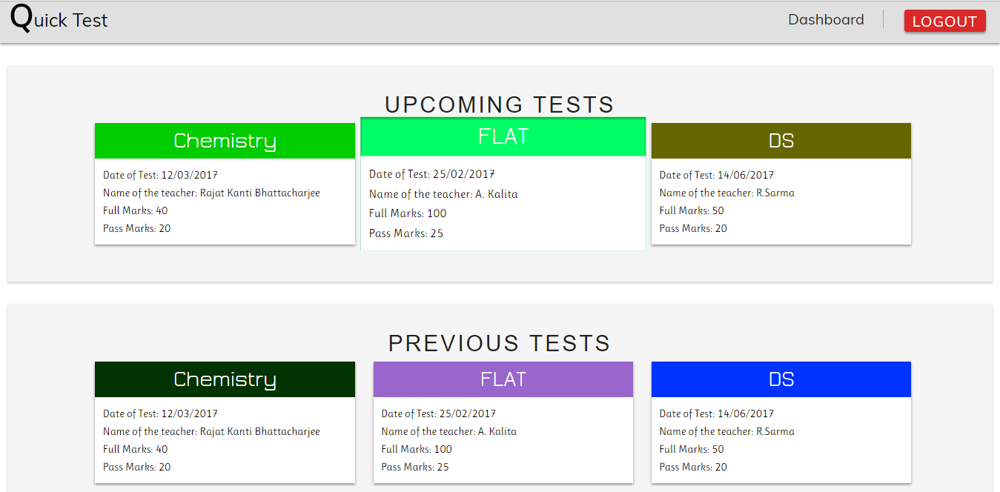 Quick Test
Dashboard
LOGOUT
UPCOMING TESTS
Chemistry
Date of Test: 12/03/2017
Name of the teacher: Rajat Kanti Bhattacharjee
Full Marks: 40
Pass Marks: 20
FLAT
Date of Test: 25/02/2017
Name of the teacher: A. Kalita
Full Marks: 100
Pass Marks: 25
DS
Date of Test: 14/06/2017
Name of the teacher: R.Sarma
Full Marks: 50
Pass Marks: 20
PREVIOUS TESTS
Chemistry
Date of Test: 12/03/2017
Name of the teacher: Rajat Kanti Bhattacharjee
Full Marks: 40
Pass Marks: 20
FLAT
Date of Test: 25/02/2017
Name of the teacher: A. Kalita
Full Marks: 100
Pass Marks: 25
DS
Date of Test: 14/06/2017
Name of the teacher: R.Sarma
Full Marks: 50
Pass Marks: 20